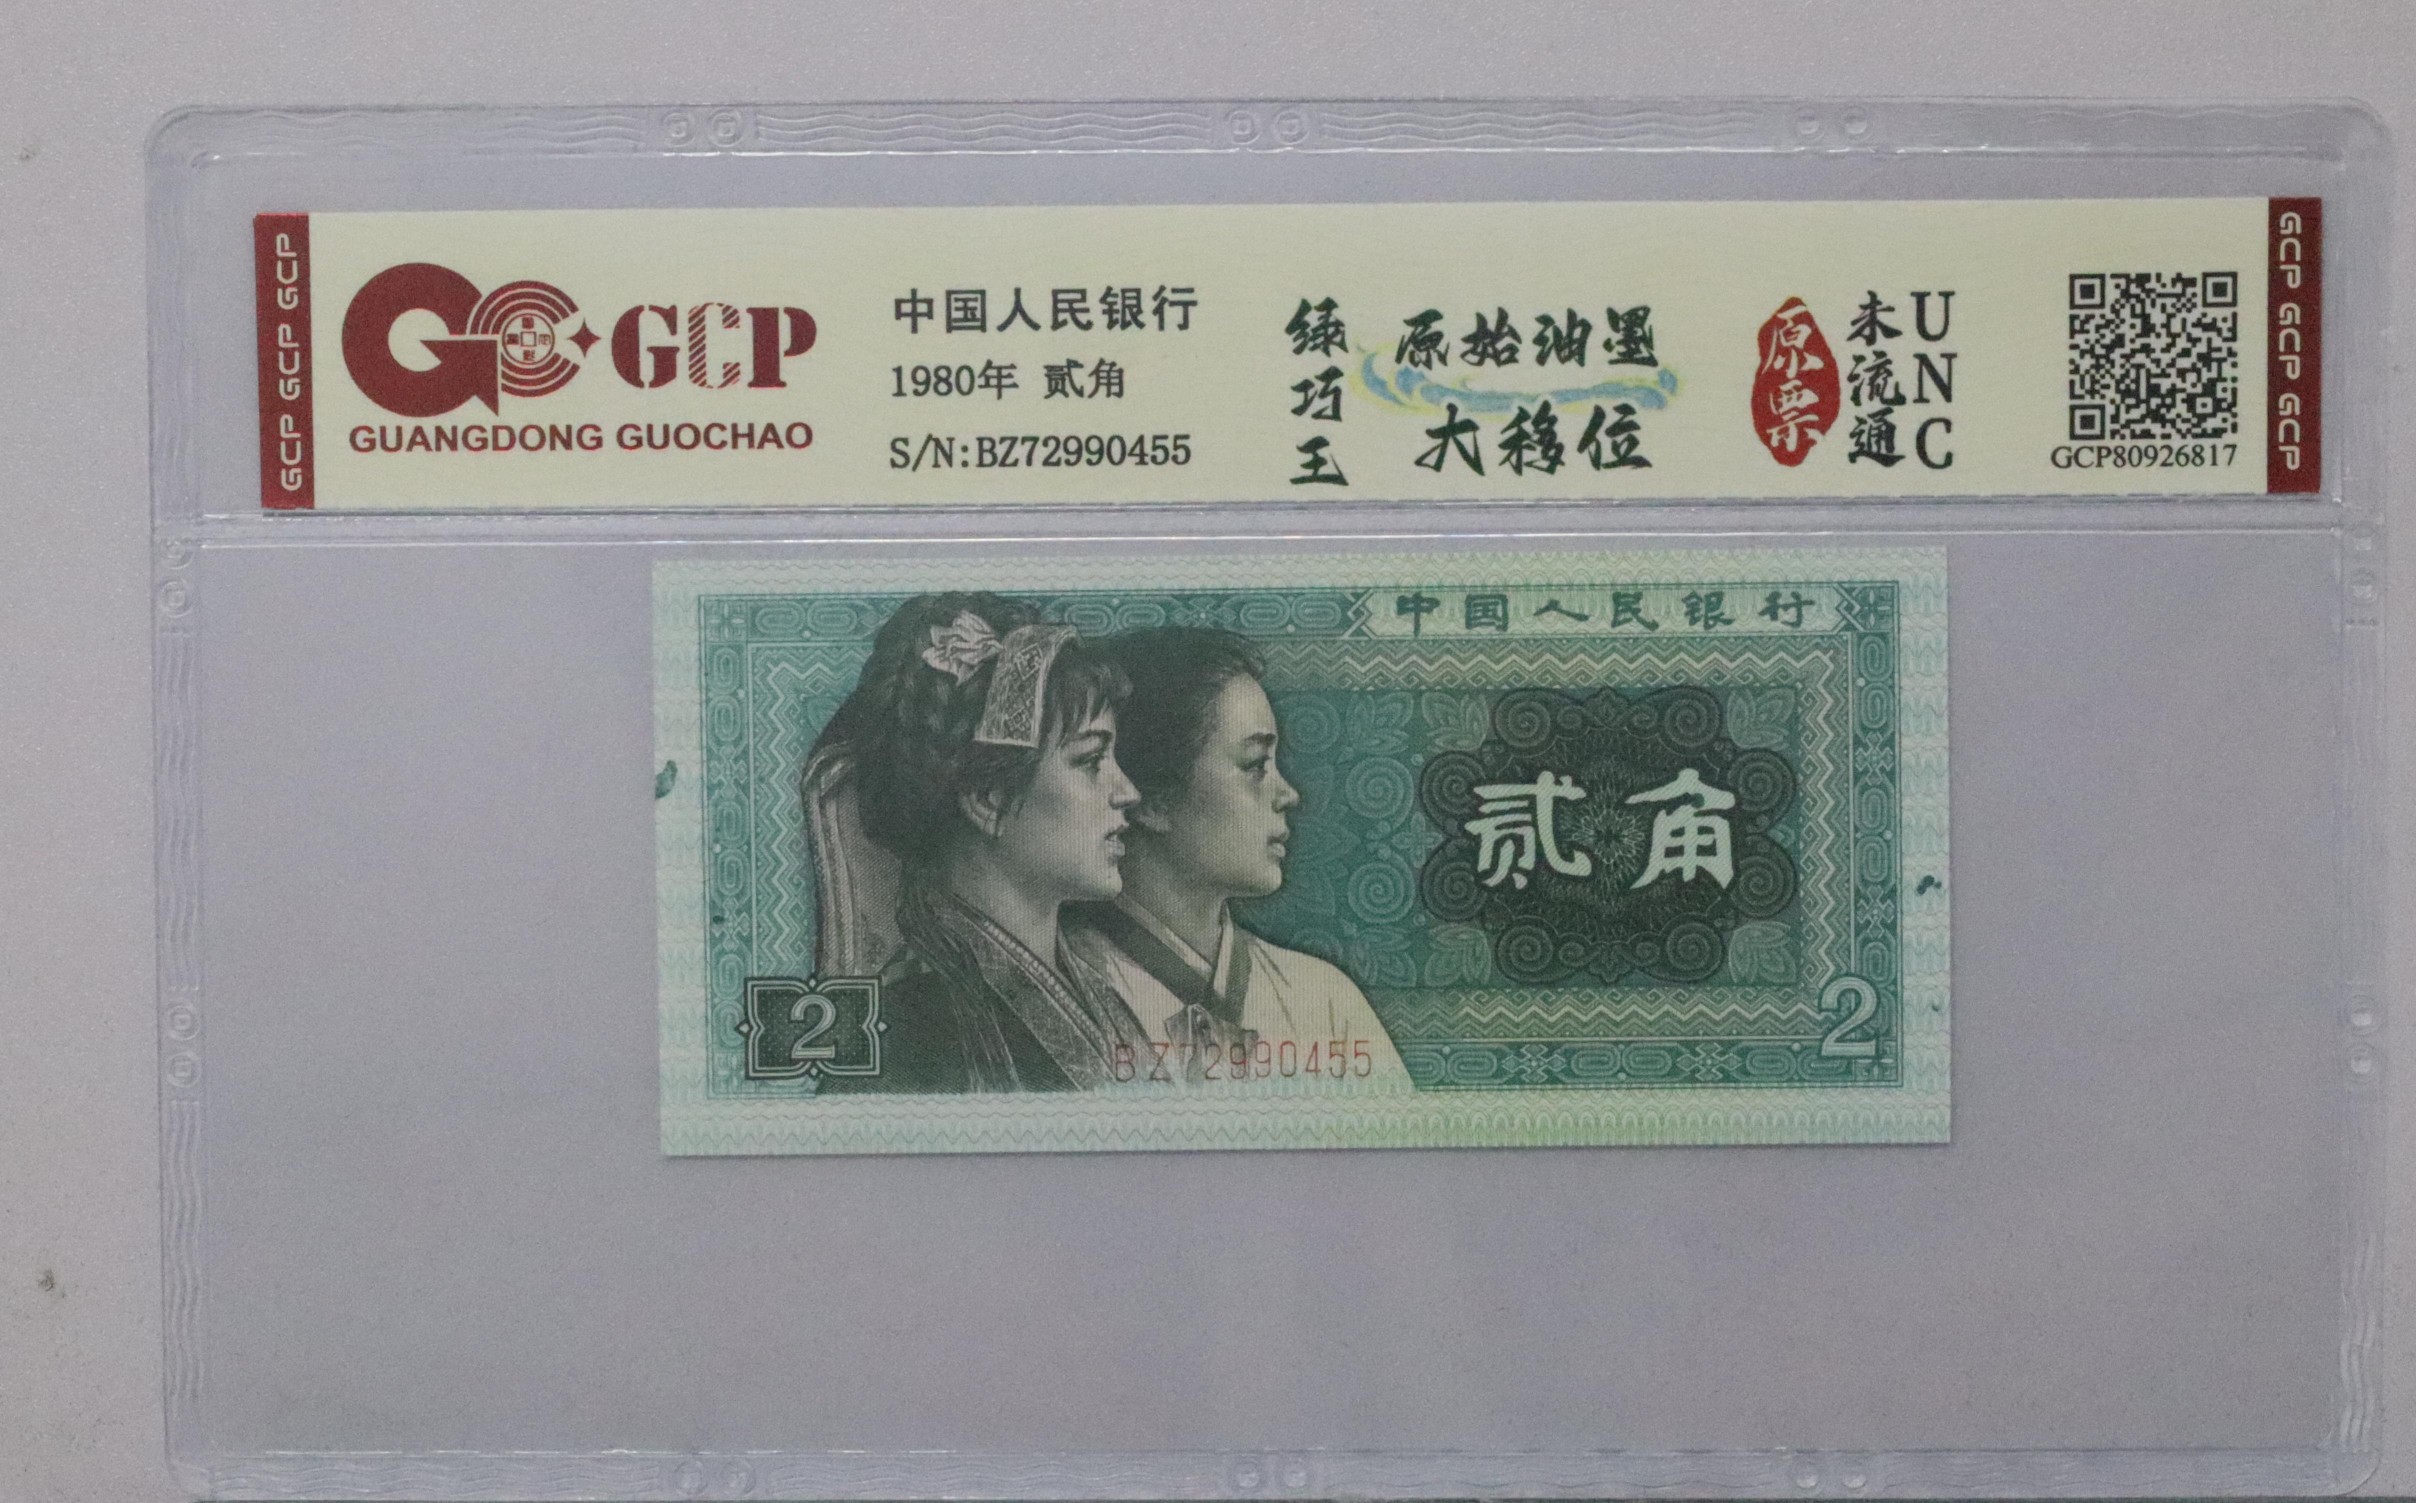 GCP GCP GCP
GCP
GUANGDONG GUOCHAO
中国人民银行
1980年 贰角
S/N:BZ72990455
绿巧王
原始油墨
大移位
原票
未流通
UNC
GCP80926817
GCP GCP GCP
中国人民银行
贰角
2
2
BZ72990455